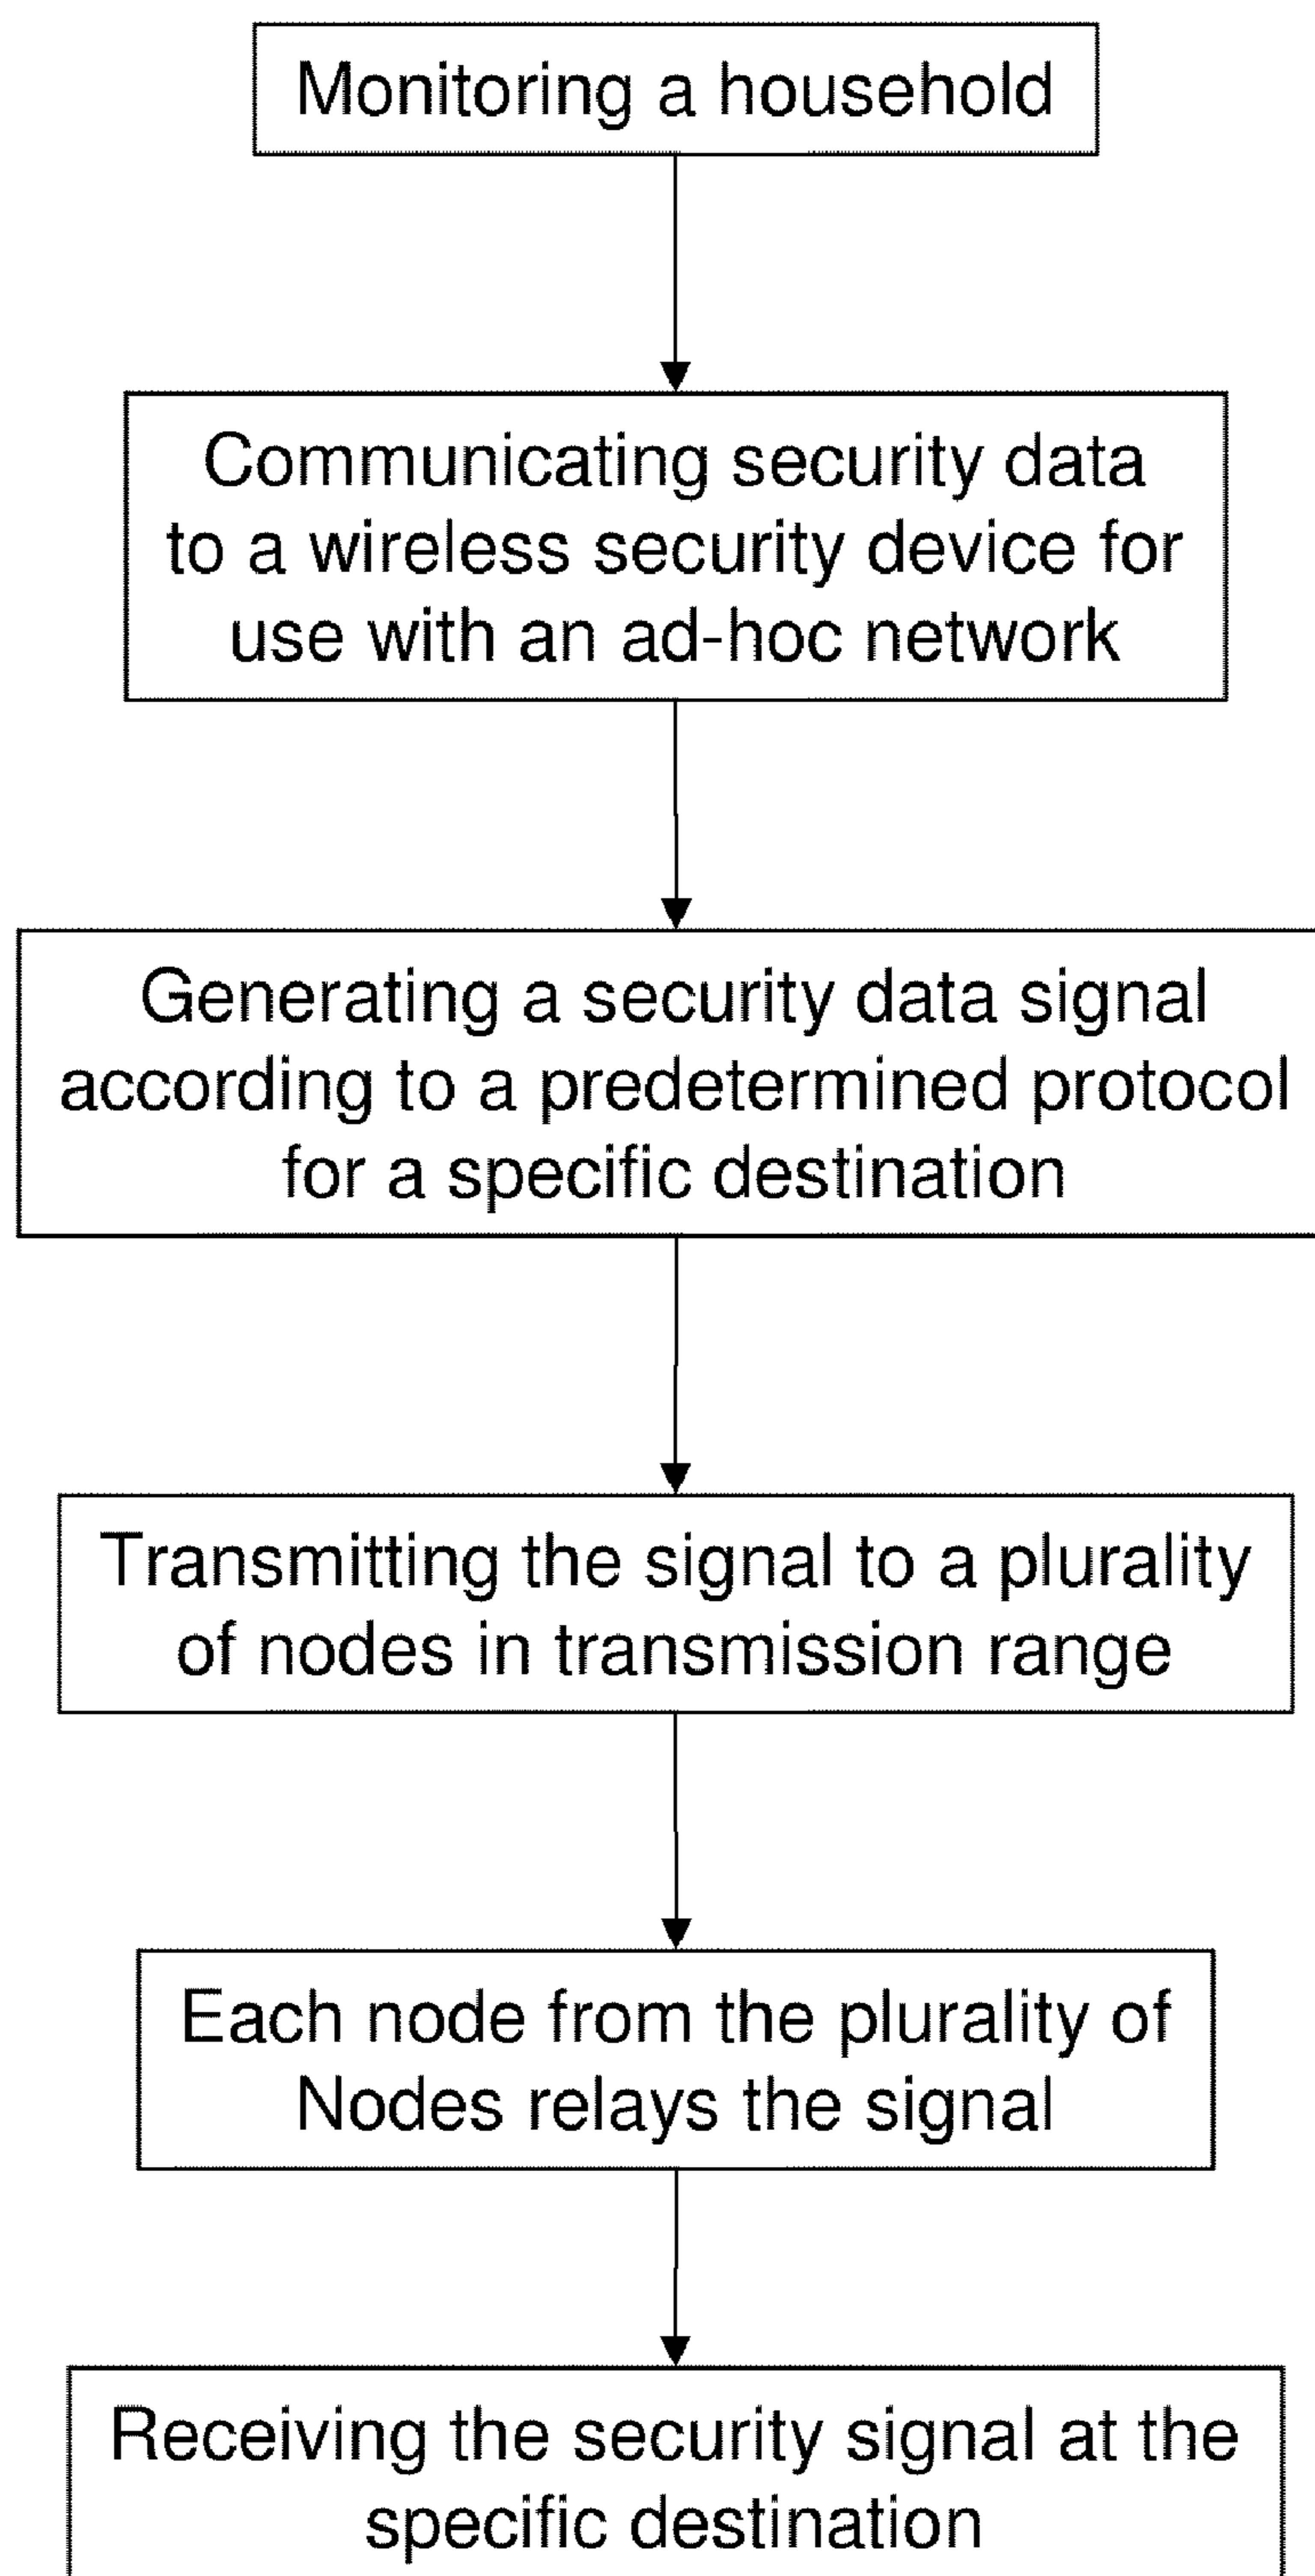 Monitoring a household
Communicating security data
to a wireless security device for
use with an ad-hoc network
Generating a security data signal
according to a predetermined protocol
for a specific destination
Transmitting the signal to a plurality
of nodes in transmission range
Each node from the plurality of
Nodes relays the signal
Receiving the security signal at the
specific destination